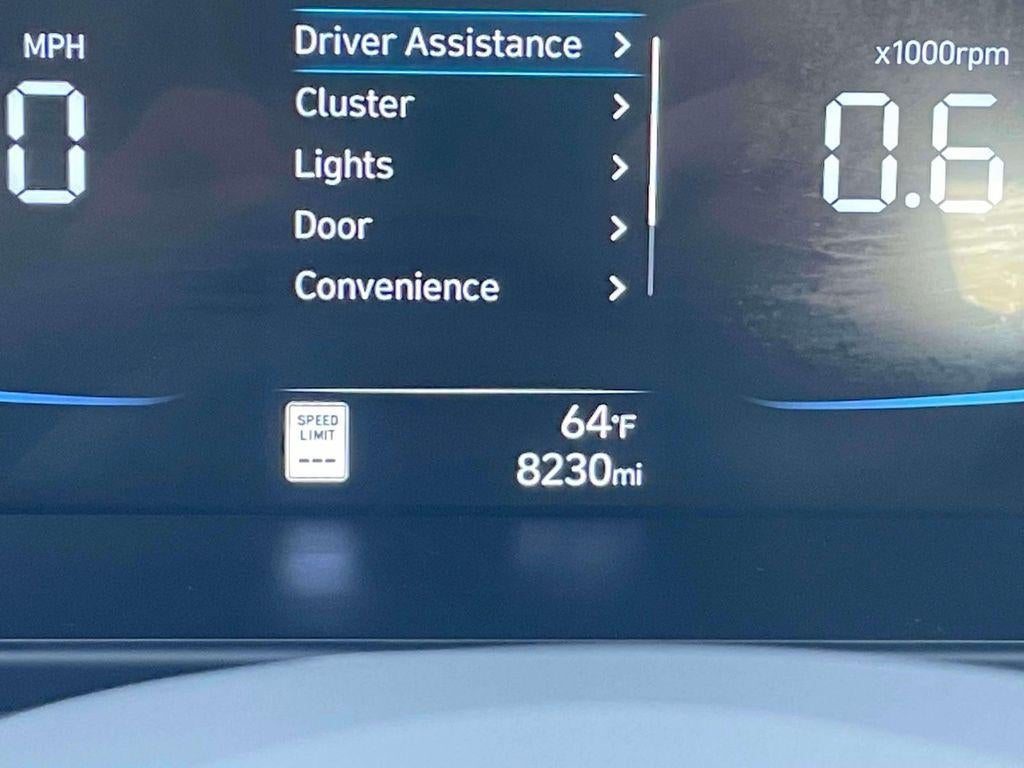 MPH
0
Driver Assistance >
Cluster >
Lights >
Door >
Convenience >
x1000rpm
0.6
SPEED
LIMIT
---
64°F
8230mi